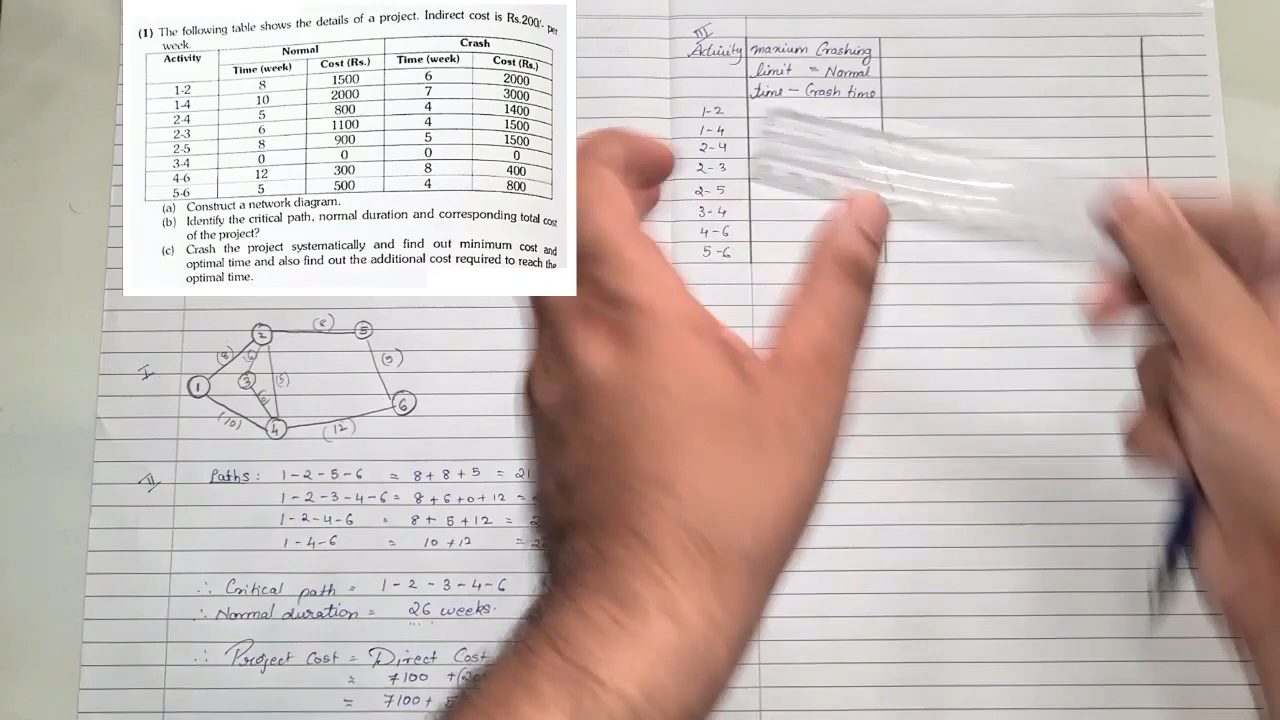 (1) The following table shows the details of a project. Indirect cost is Rs.200/- per
week.
Activity Normal Crash
Time (week) Cost (Rs.) Time (week) Cost (Rs.)
1-2 8 1500 6 2000
1-4 10 2000 7 3000
2-4 5 800 4 1400
2-3 6 1100 4 1500
2-5 8 900 5 1500
3-4 0 0 0 0
4-6 12 300 8 400
5-6 5 500 4 800
(a) Construct a network diagram.
(b) Identify the critical path, normal duration and corresponding total cost
of the project?
(c) Crash the project systematically and find out minimum cost and
optimal time and also find out the additional cost required to reach the
optimal time.
I
1 2 3 4 5 6
(8) (8) (5) (10) (12)
II
Paths: 1-2-5-6 = 8+8+5 = 21
1-2-3-4-6 = 8+6+0+12 =
1-2-4-6 = 8+5+12 =
1-4-6 = 10+12 =
∴ Critical path = 1-2-3-4-6
∴ Normal duration = 26 weeks.
∴ Project Cost = Direct Cost
= 7100 +
= 7100 +
III
Activity maxium Crashing
limit = Normal
time - Crash time
1-2
1-4
2-4
2-3
2-5
3-4
4-6
5-6